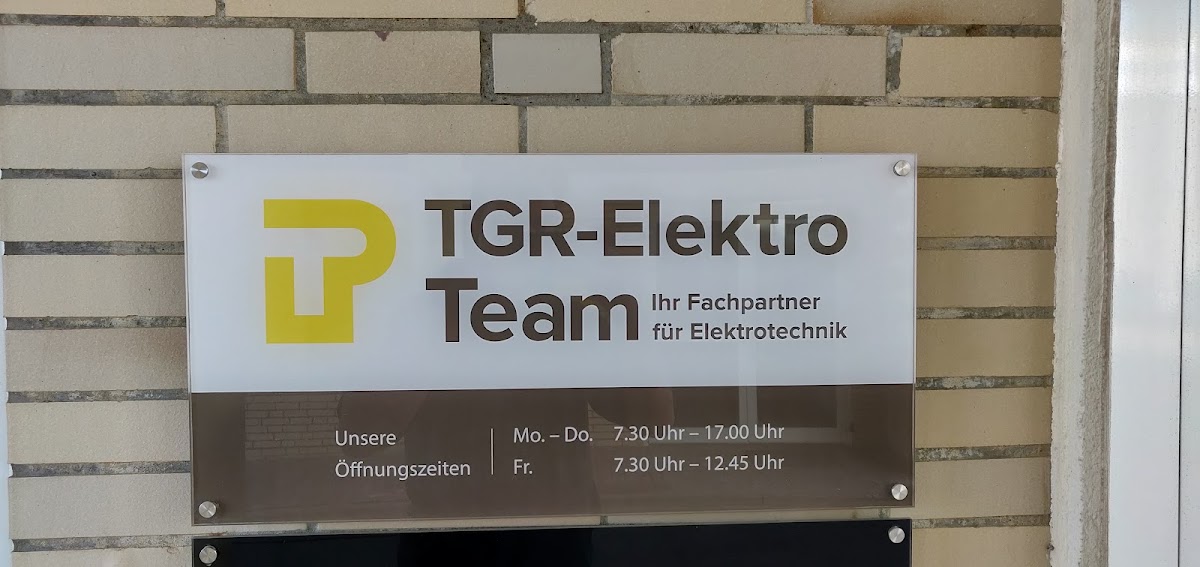 TGR-Elektro
Team
Ihr Fachpartner
für Elektrotechnik
Unsere
Öffnungszeiten
Mo. – Do. 7.30 Uhr – 17.00 Uhr
Fr. 7.30 Uhr – 12.45 Uhr